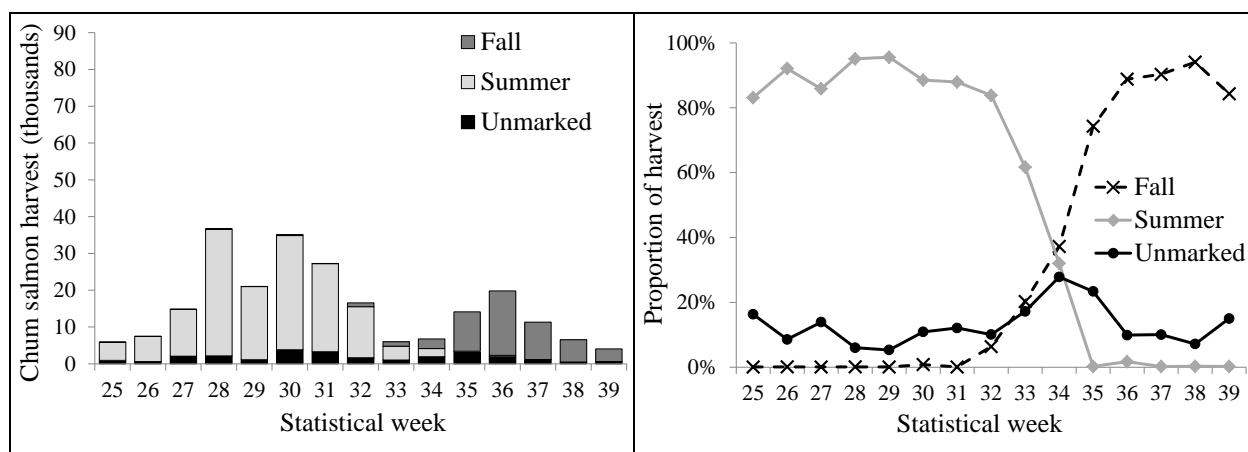 Chum salmon harvest (thousands)
90
80
70
60
50
40
30
20
10
0
Fall
Summer
Unmarked
25 26 27 28 29 30 31 32 33 34 35 36 37 38 39
Statistical week
Proportion of harvest
100%
80%
60%
40%
20%
0%
Fall
Summer
Unmarked
25 26 27 28 29 30 31 32 33 34 35 36 37 38 39
Statistical week